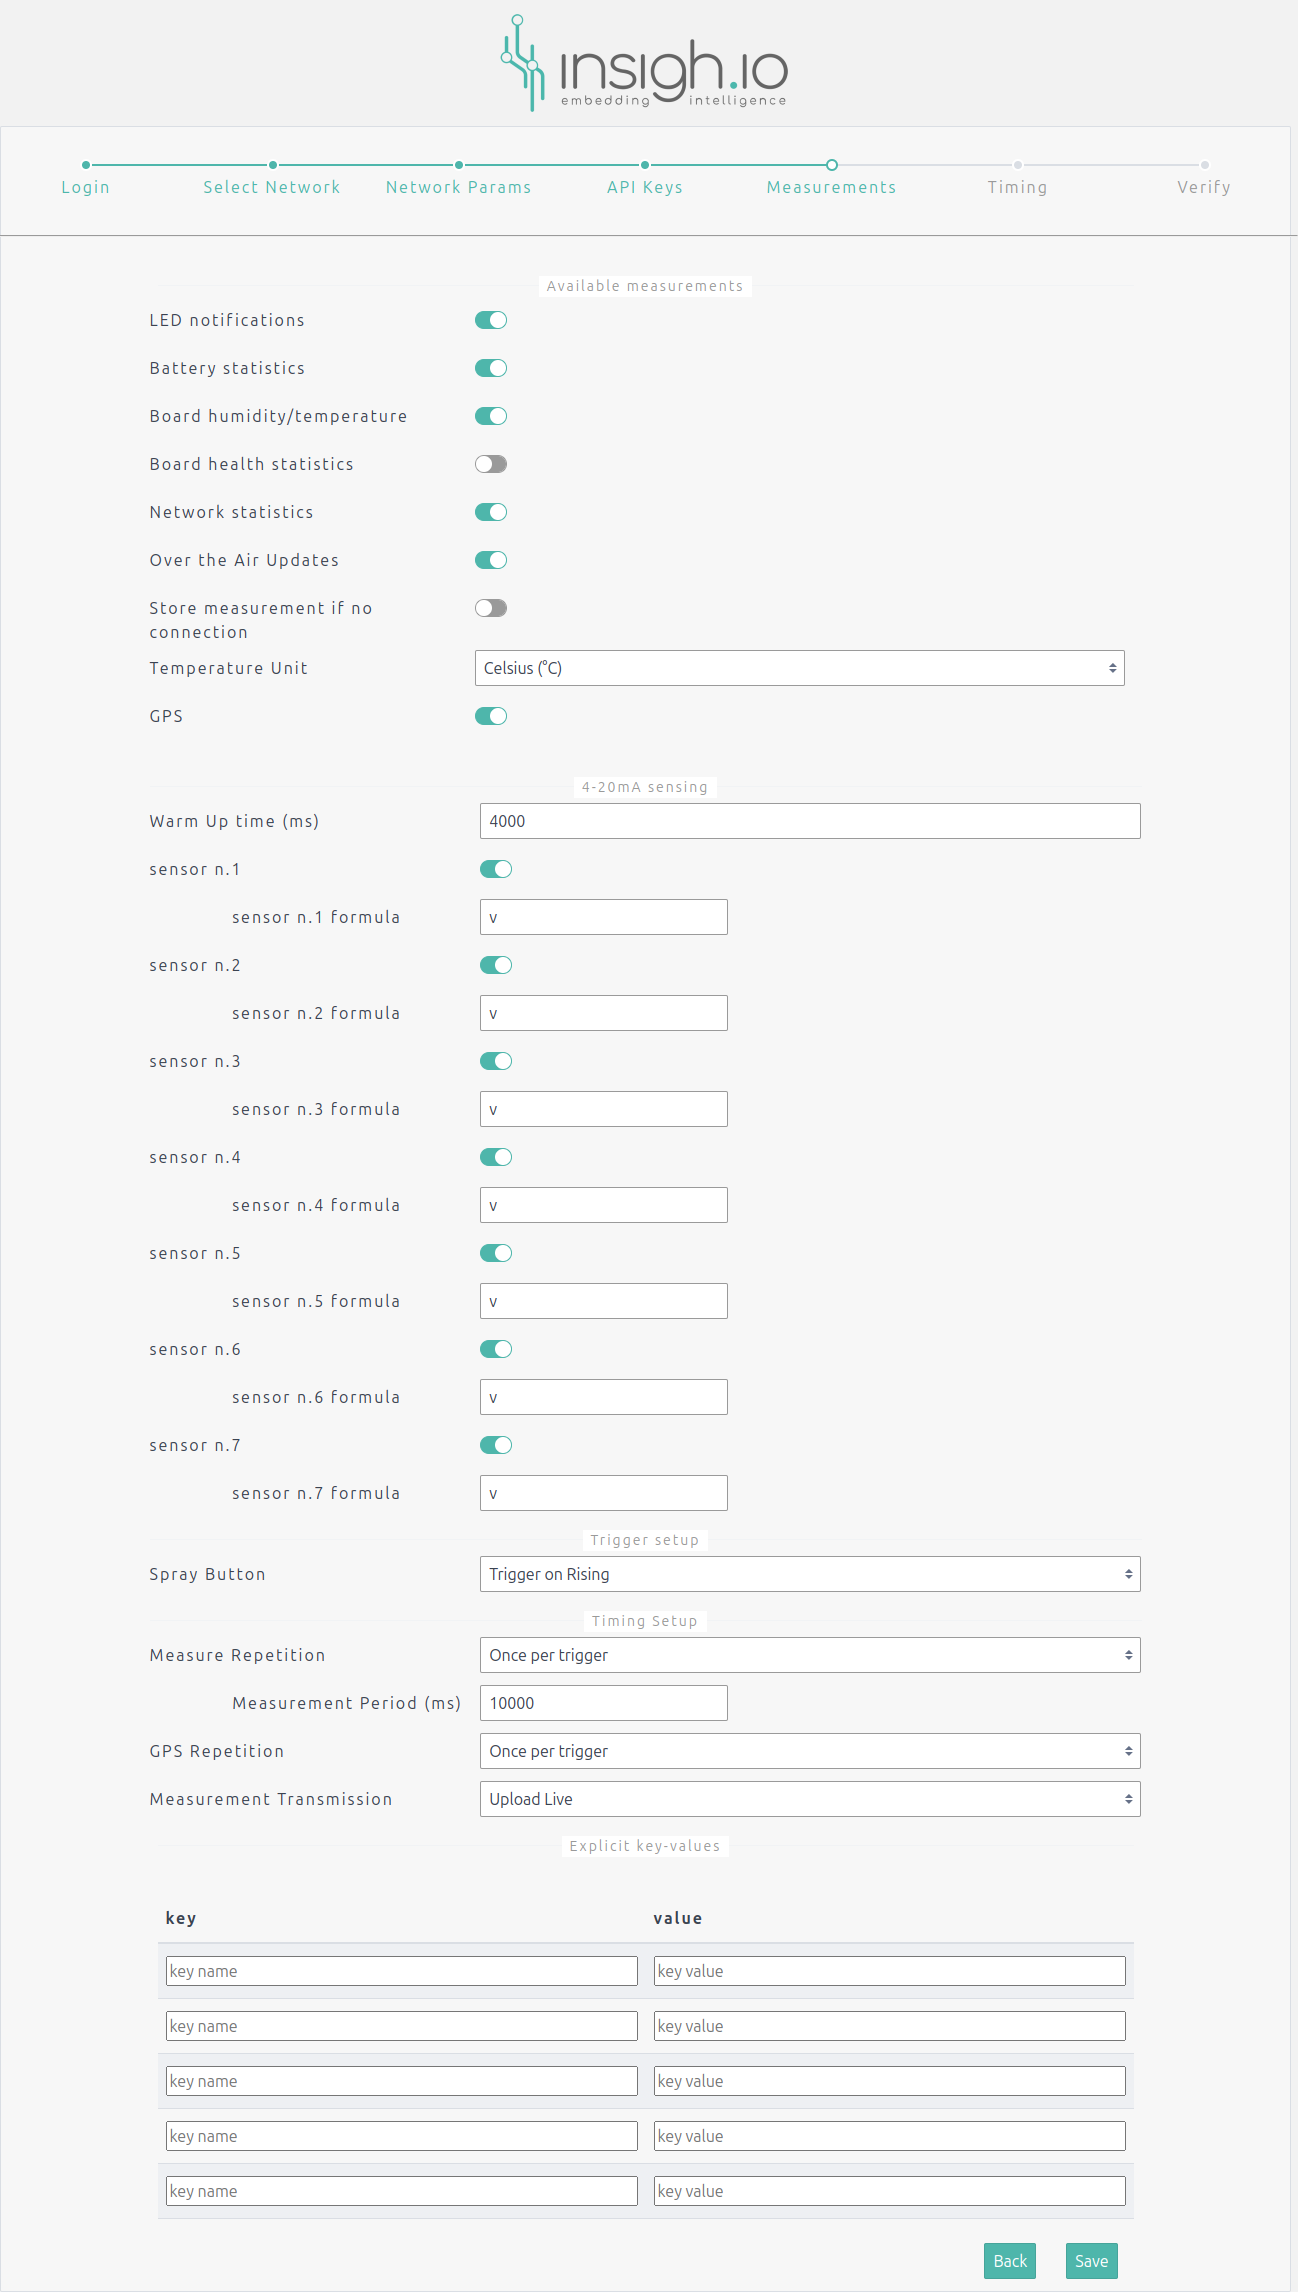 insigh.io
embedding intelligence
Login Select Network Network Params API Keys Measurements Timing Verify
Available measurements
LED notifications
Battery statistics
Board humidity/temperature
Board health statistics
Network statistics
Over the Air Updates
Store measurement if no
connection
Temperature Unit Celsius (°C)
GPS
4-20mA sensing
Warm Up time (ms) 4000
sensor n.1
sensor n.1 formula v
sensor n.2
sensor n.2 formula v
sensor n.3
sensor n.3 formula v
sensor n.4
sensor n.4 formula v
sensor n.5
sensor n.5 formula v
sensor n.6
sensor n.6 formula v
sensor n.7
sensor n.7 formula v
Trigger setup
Spray Button Trigger on Rising
Timing Setup
Measure Repetition Once per trigger
Measurement Period (ms) 10000
GPS Repetition Once per trigger
Measurement Transmission Upload Live
Explicit key-values
key value
key name key value
key name key value
key name key value
key name key value
key name key value
Back Save